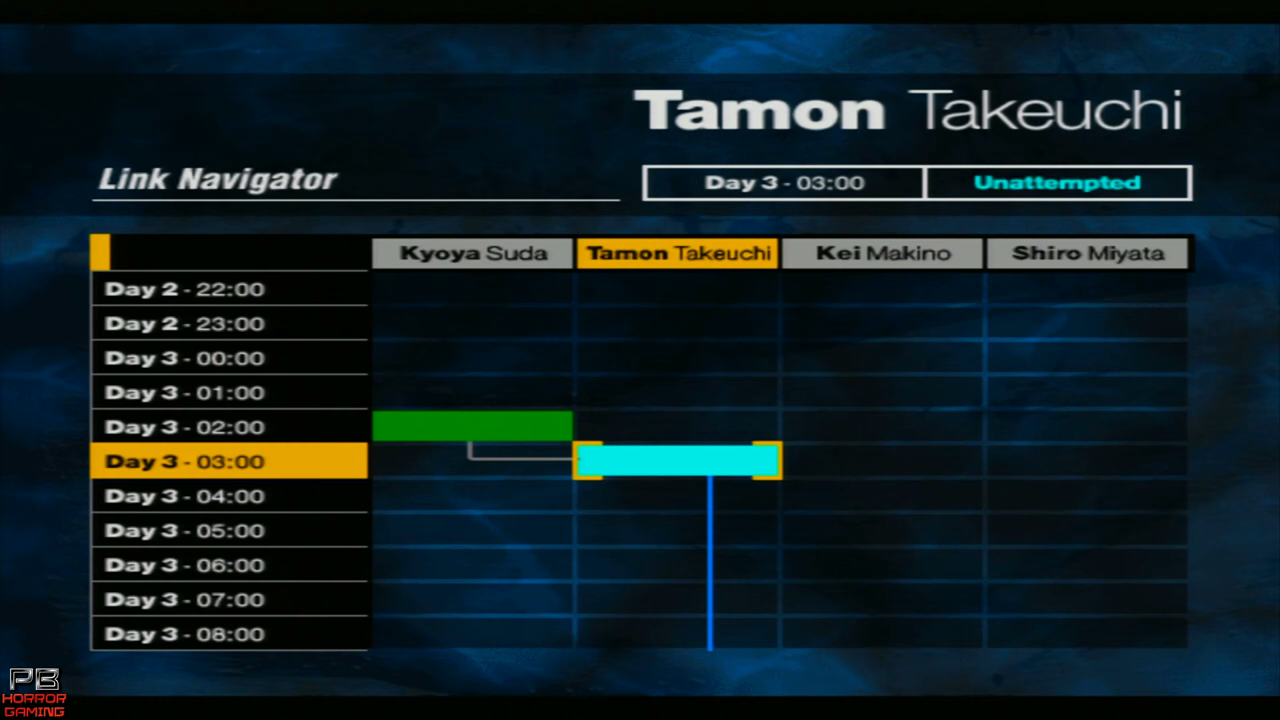 Tamon Takeuchi
Link Navigator
Day 3 - 03:00 Unattempted
Kyoya Suda Tamon Takeuchi Kei Makino Shiro Miyata
Day 2 - 22:00
Day 2 - 23:00
Day 3 - 00:00
Day 3 - 01:00
Day 3 - 02:00
Day 3 - 03:00
Day 3 - 04:00
Day 3 - 05:00
Day 3 - 06:00
Day 3 - 07:00
Day 3 - 08:00
PB
HORROR
GAMING